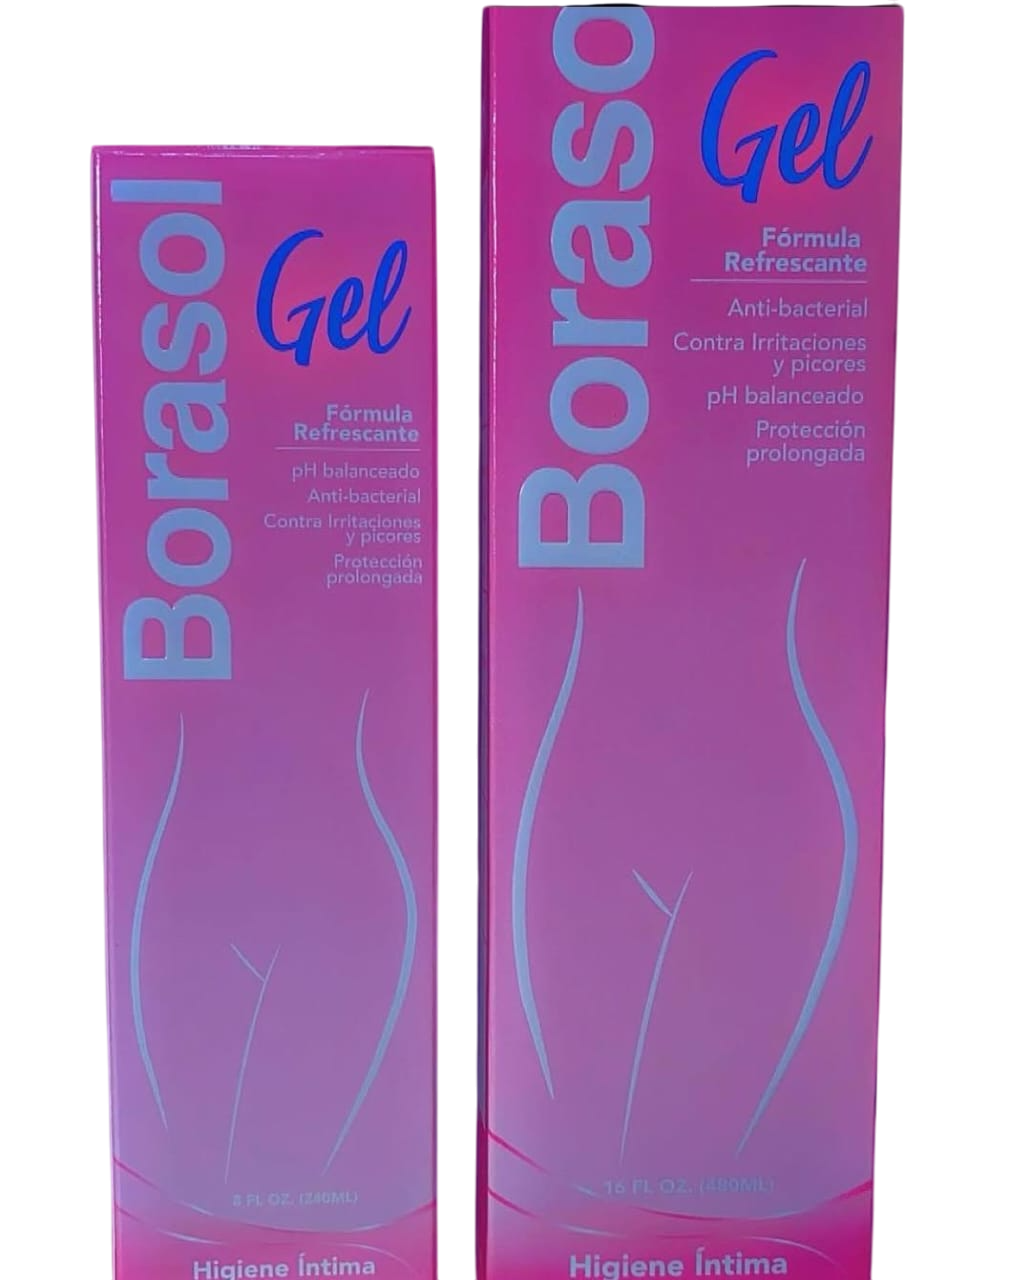 Borasol
Gel
Fórmula
Refrescante
pH balanceado
Anti-bacterial
Contra Irritaciones
y picores
Protección
prolongada
8 FL OZ. (240ML)
Higiene Íntima
Boraso
Gel
Fórmula
Refrescante
Anti-bacterial
Contra Irritaciones
y picores
pH balanceado
Protección
prolongada
16 FL OZ. (480ML)
Higiene Íntima